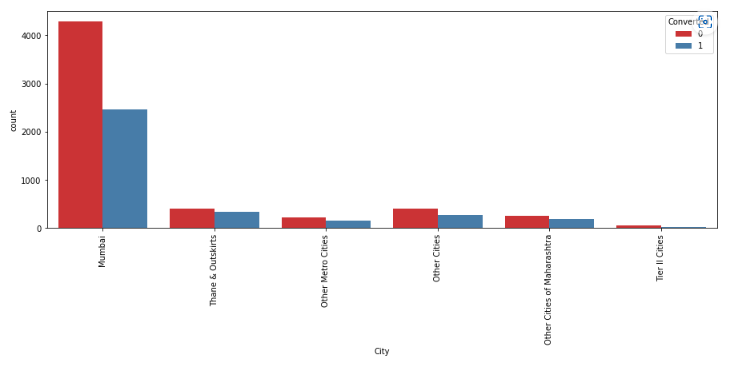 Converted
0
1
4000
3000
2000
1000
0
count
Mumbai
Thane & Outskirts
Other Metro Cities
Other Cities
Other Cities of Maharashtra
Tier II Cities
City